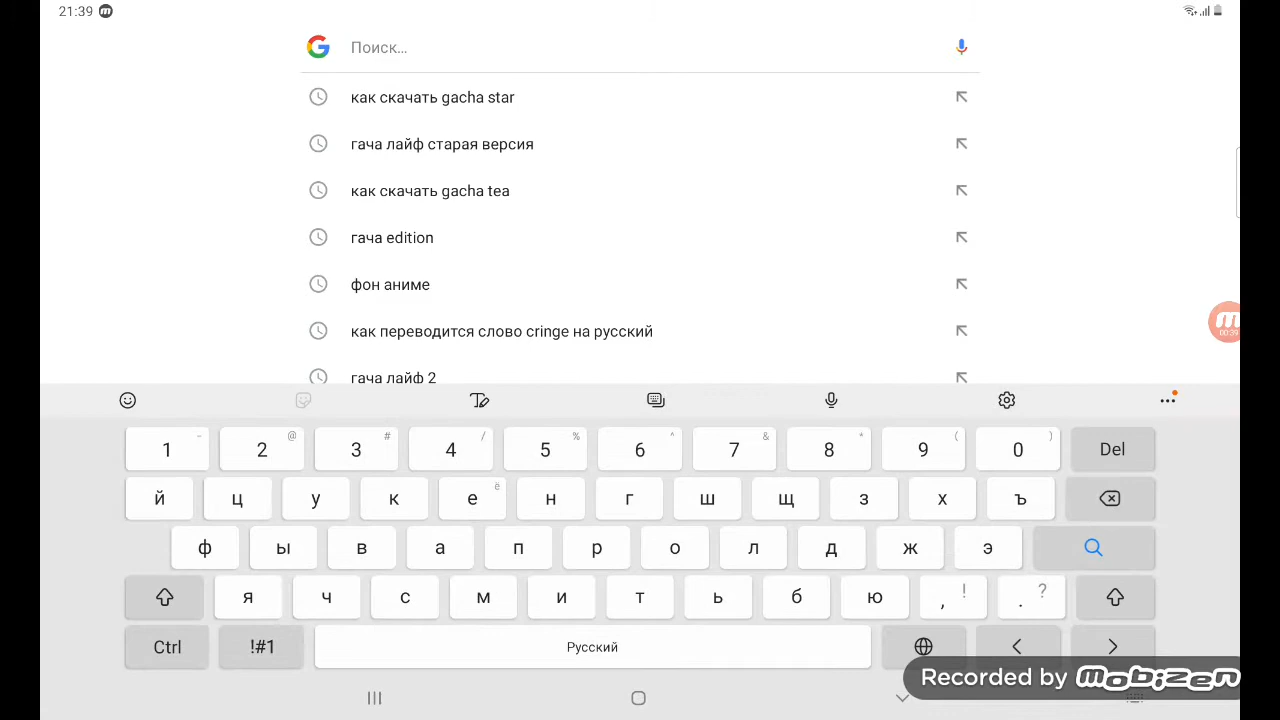 21:39
Поиск...
как скачать gacha star
гача лайф старая версия
как скачать gacha tea
гача edition
фон аниме
как переводится слово cringe на русский
гача лайф 2
00:39
1 - 2 @ 3 # 4 / 5 % 6 ^ 7 & 8 * 9 ( 0 ) Del
й ц у к е ё н г ш щ з х ъ
ф ы в а п р о л д ж э
я ч с м и т ь б ю , ! . ?
Ctrl !#1 Русский < >
Recorded by mobizen